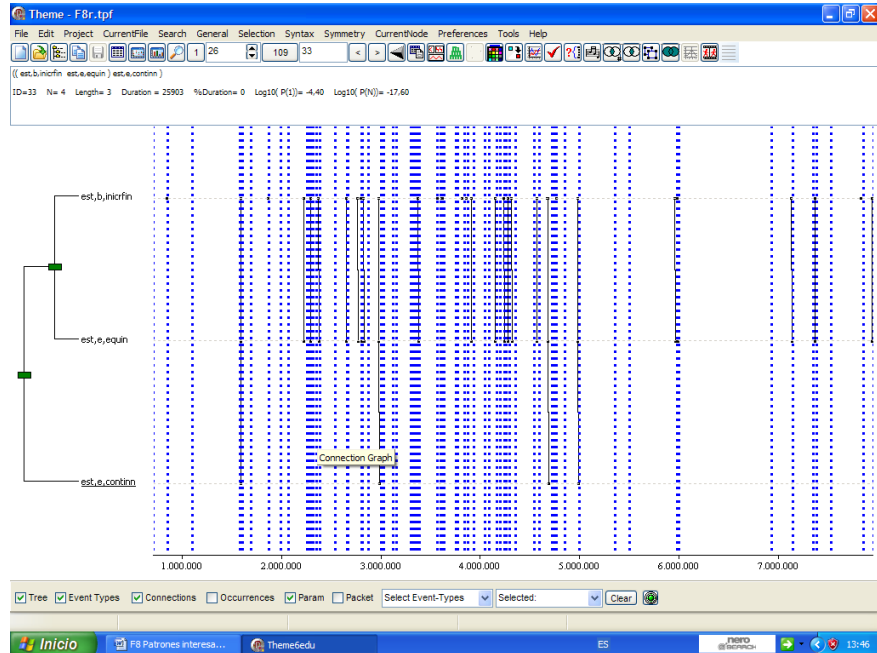 Theme - F8r.tpf
File Edit Project CurrentFile Search General Selection Syntax Symmetry CurrentNode Preferences Tools Help
1 26 109 33 < >
(( est,b,inicrfin est,e,equin ) est,e,continn )
ID=33 N= 4 Length= 3 Duration = 25903 %Duration= 0 Log10( P(1))= -4,40 Log10( P(N))= -17,60
est,b,inicrfin
est,e,equin
Connection Graph
est,e,continn
1.000.000 2.000.000 3.000.000 4.000.000 5.000.000 6.000.000 7.000.000
Tree Event Types Connections Occurrences Param Packet Select Event-Types Selected: Clear
Inicio F8 Patrones interesa... Theme6edu ES nero SEARCH 13:46